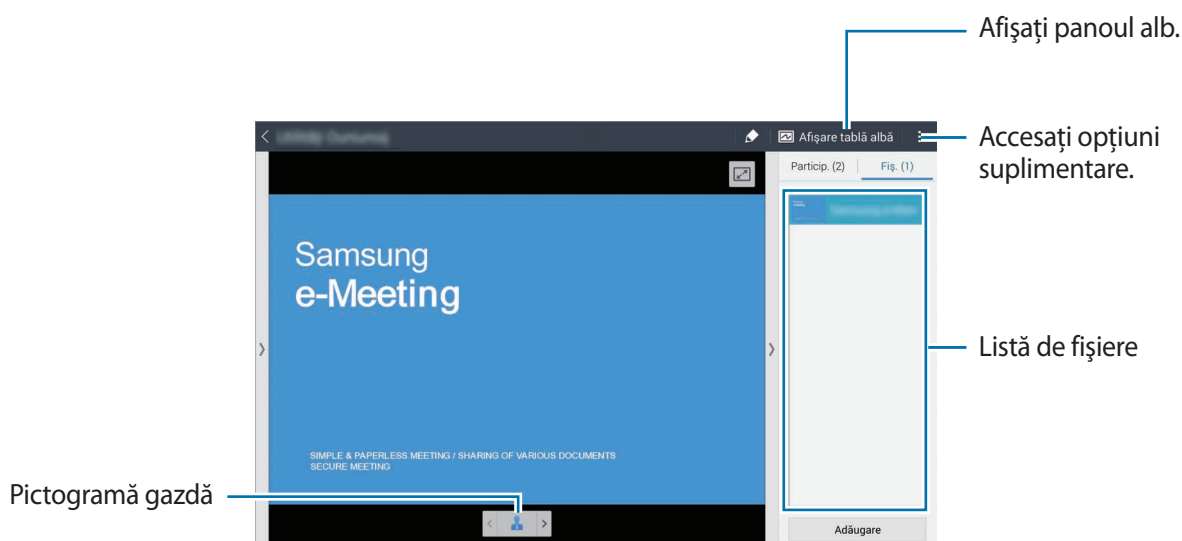 Afişaţi panoul alb.
Afişare tablă albă
Accesaţi opţiuni
suplimentare.
Particip. (2)
Fiş. (1)
Samsung
e-Meeting
Listă de fişiere
SIMPLE & PAPERLESS MEETING / SHARING OF VARIOUS DOCUMENTS
SECURE MEETING
Pictogramă gazdă
Adăugare